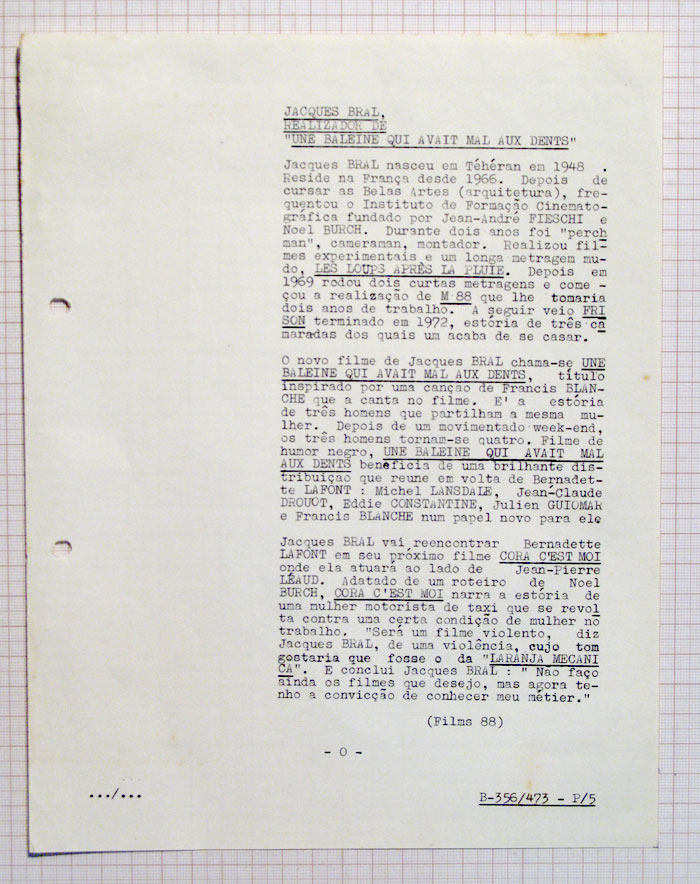 JACQUES BRAL,
REALIZADOR DE
"UNE BALEINE QUI AVAIT MAL AUX DENTS"
Jacques BRAL nasceu em Téhéran em 1948 .
Reside na França desde 1966. Depois de
cursar as Belas Artes (arquitetura), fre-
quentou o Instituto de Formação Cinemato-
gráfica fundado por Jean-André FIESCHI e
Noel BURCH. Durante dois anos foi "perch
man", cameraman, montador. Realizou fil-
mes experimentais e um longa metragem mu-
do, LES LOUPS APRÈS LA PLUIE. Depois em
1969 rodou dois curtas metragens e come -
çou a realização de M 88 que lhe tomaria
dois anos de trabalho. A seguir veio FRI
SON terminado em 1972, estória de três ca
maradas dos quais um acaba de se casar.
O novo filme de Jacques BRAL chama-se UNE
BALEINE QUI AVAIT MAL AUX DENTS, título
inspirado por uma canção de Francis BLAN-
CHE que a canta no filme. E' a estória
de três homens que partilham a mesma mu-
lher. Depois de um movimentado week-end,
os três homens tornam-se quatro. Filme de
humor negro, UNE BALEINE QUI AVAIT MAL
AUX DENTS beneficia de uma brilhante dis-
tribuição que reune em volta de Bernadet-
te LAFONT : Michel LANSDALE, Jean-Claude
DROUOT, Eddie CONSTANTINE, Julien GUIOMAR
e Francis BLANCHE num papel novo para ele
Jacques BRAL vai reencontrar Bernadette
LAFONT em seu próximo filme CORA C'EST MOI
onde ela atuará ao lado de Jean-Pierre
LÉAUD. Adatado de um roteiro de Noel
BURCH, CORA C'EST MOI narra a estória de
uma mulher motorista de taxi que se revol
ta contra uma certa condição de mulher no
trabalho. "Será um filme violento, diz
Jacques BRAL, de uma violência, cujo tom
gostaria que fosse o da "LARANJA MECANI
CA". E conclui Jacques BRAL : " Não faço
ainda os filmes que desejo, mas agora te-
nho a convicção de conhecer meu métier."
(Films 88)
- 0 -
.../...
B-356/473 - P/5